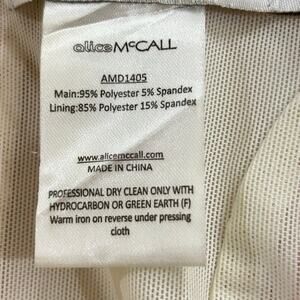 alice McCALL
AMD1405
Main:95% Polyester 5% Spandex
Lining:85% Polyester 15% Spandex
www.alicemccall.com
MADE IN CHINA
PROFESSIONAL DRY CLEAN ONLY WITH
HYDROCARBON OR GREEN EARTH (F)
Warm iron on reverse under pressing
cloth